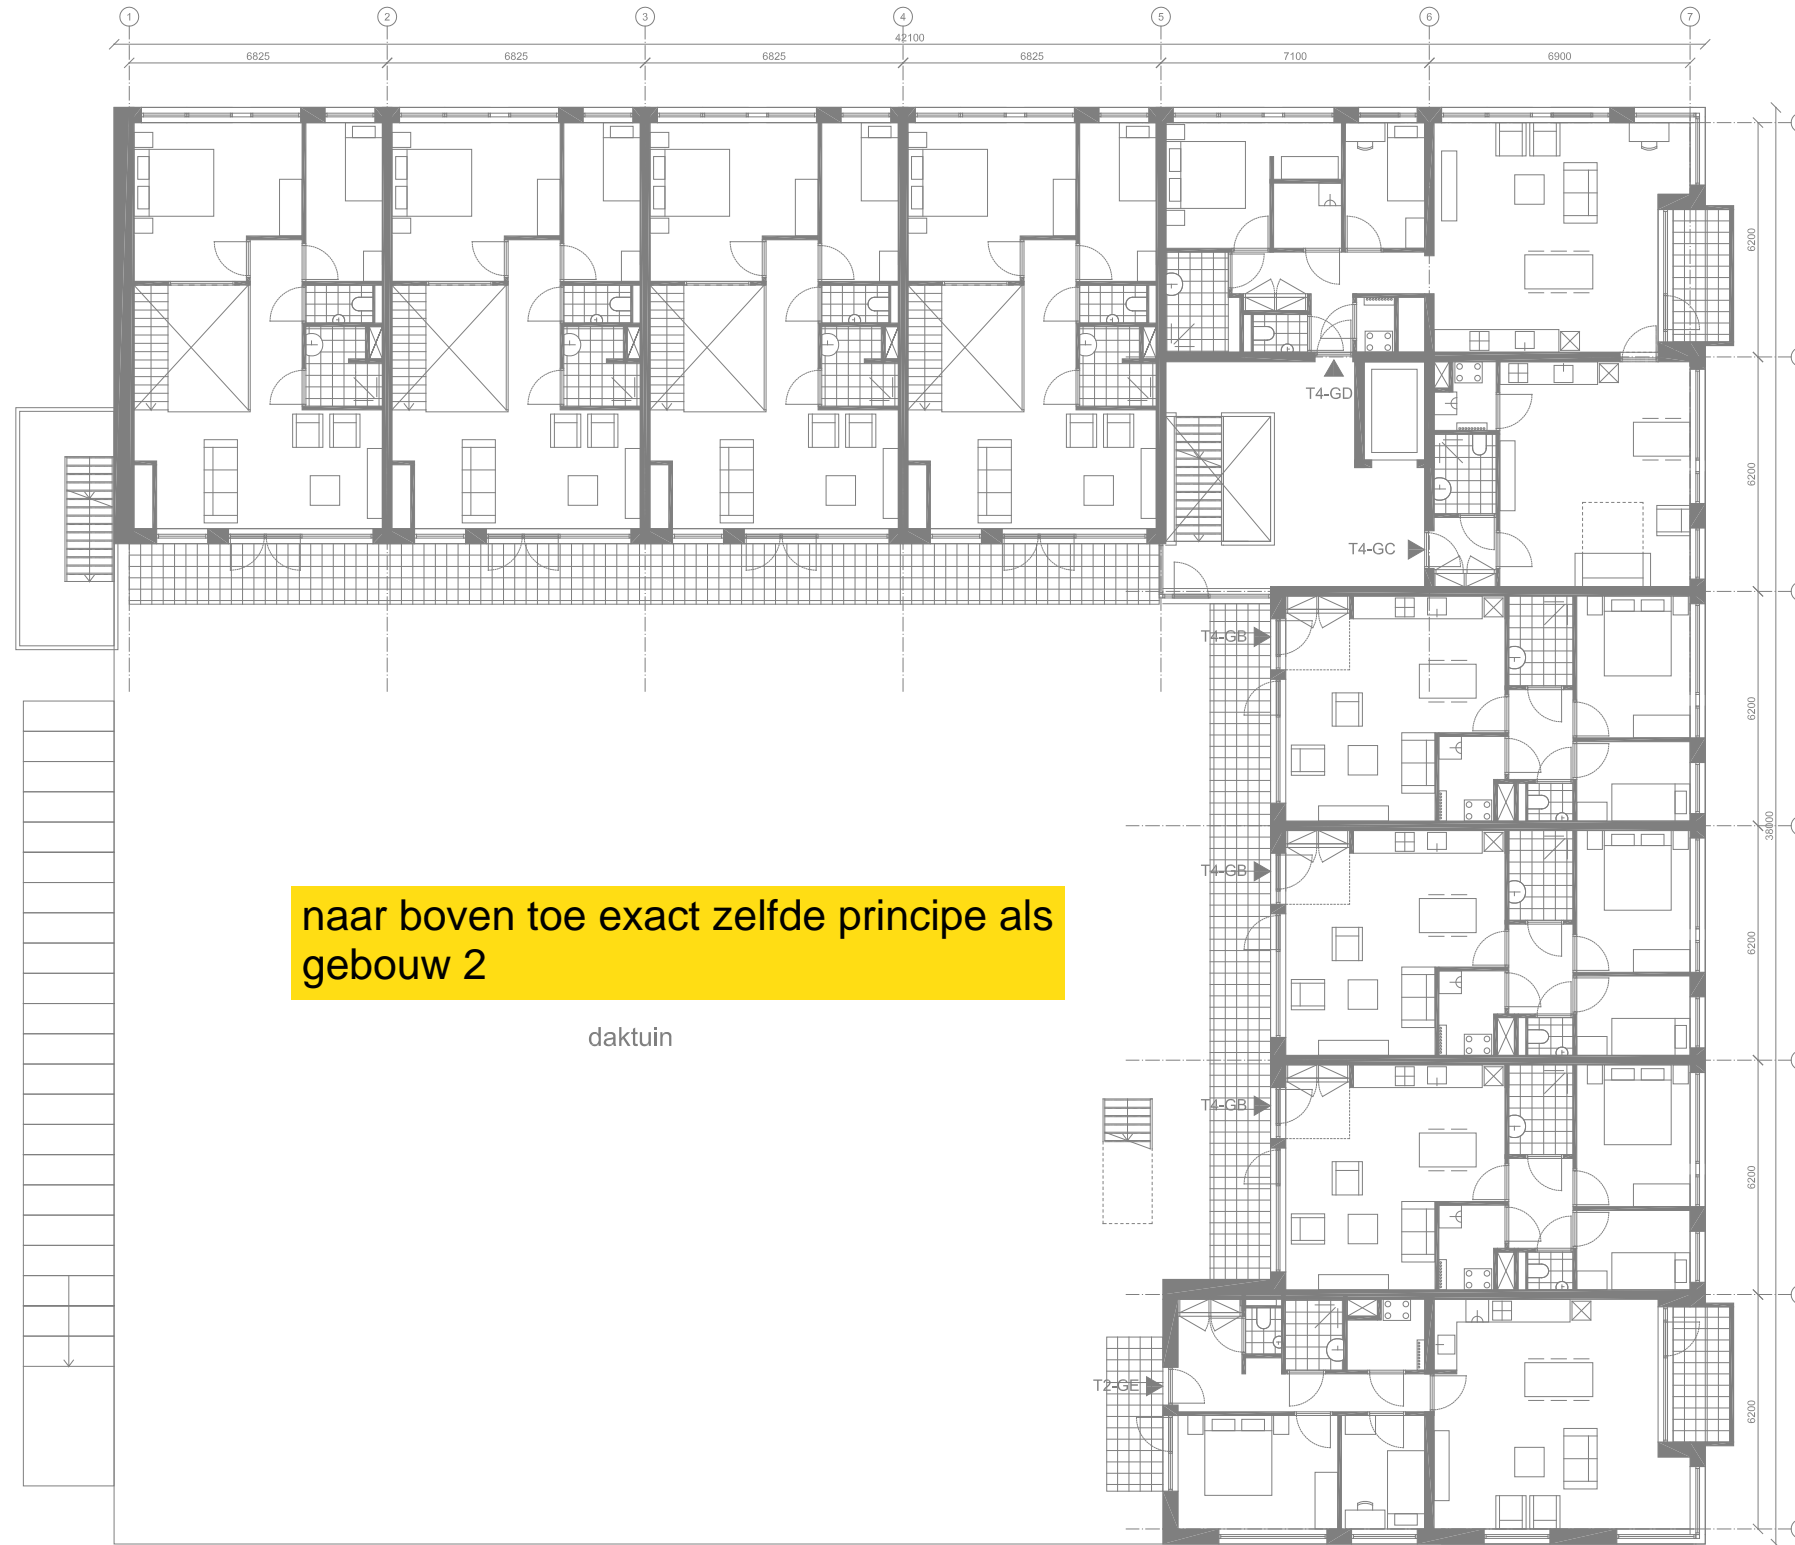 1 2 3 4 5 6 7
42100
6825 6825 6825 6825 7100 6900
6200
T4-GD
6200
T4-GC
T4-GB
6200
38000
T4-GB
naar boven toe exact zelfde principe als
gebouw 2
6200
daktuin
T4-GB
6200
T2-GE
6200